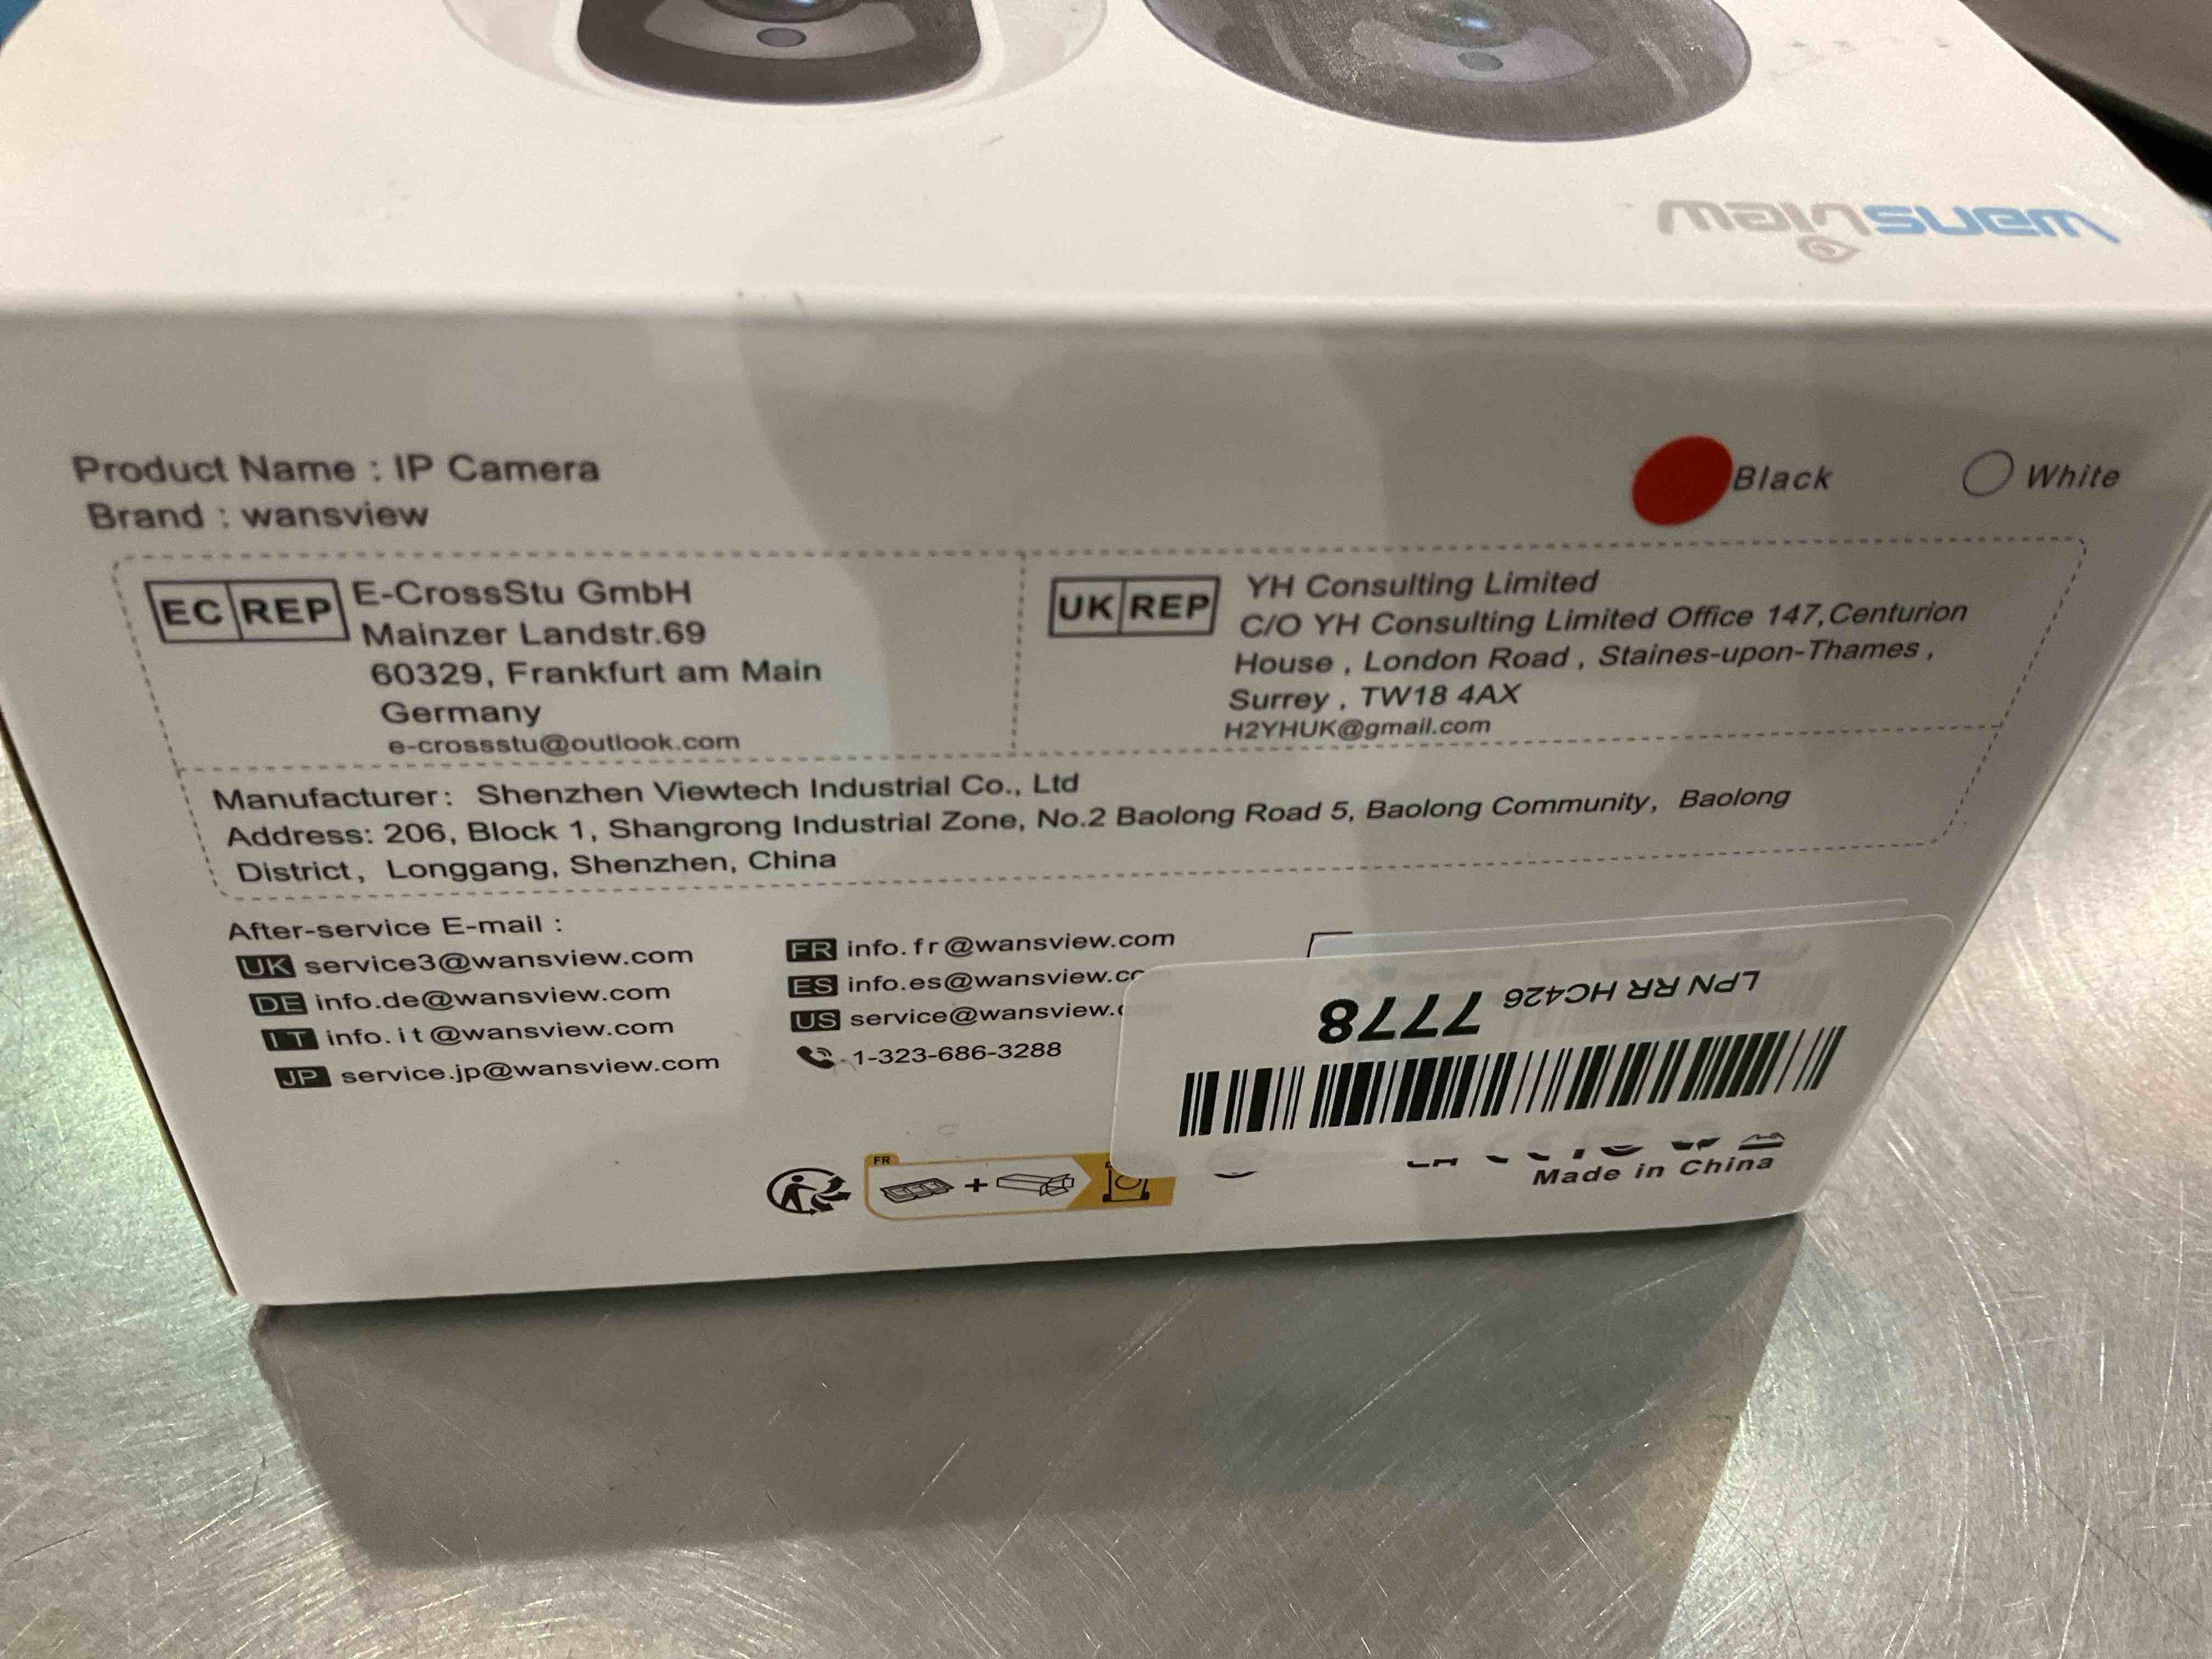 wansview
Product Name : IP Camera
Brand : wansview
Black
White
EC REP
E-CrossStu GmbH
Mainzer Landstr.69
60329, Frankfurt am Main
Germany
e-crossstu@outlook.com
UK REP
YH Consulting Limited
C/O YH Consulting Limited Office 147,Centurion
House , London Road , Staines-upon-Thames ,
Surrey , TW18 4AX
H2YHUK@gmail.com
Manufacturer: Shenzhen Viewtech Industrial Co., Ltd
Address: 206, Block 1, Shangrong Industrial Zone, No.2 Baolong Road 5, Baolong Community, Baolong
District, Longgang, Shenzhen, China
After-service E-mail :
UK service3@wansview.com
DE info.de@wansview.com
IT info.it@wansview.com
JP service.jp@wansview.com
FR info.fr@wansview.com
ES info.es@wansview.
US service@wansview.
1-323-686-3288
LPN RR HC426 7778
FR
Made in China